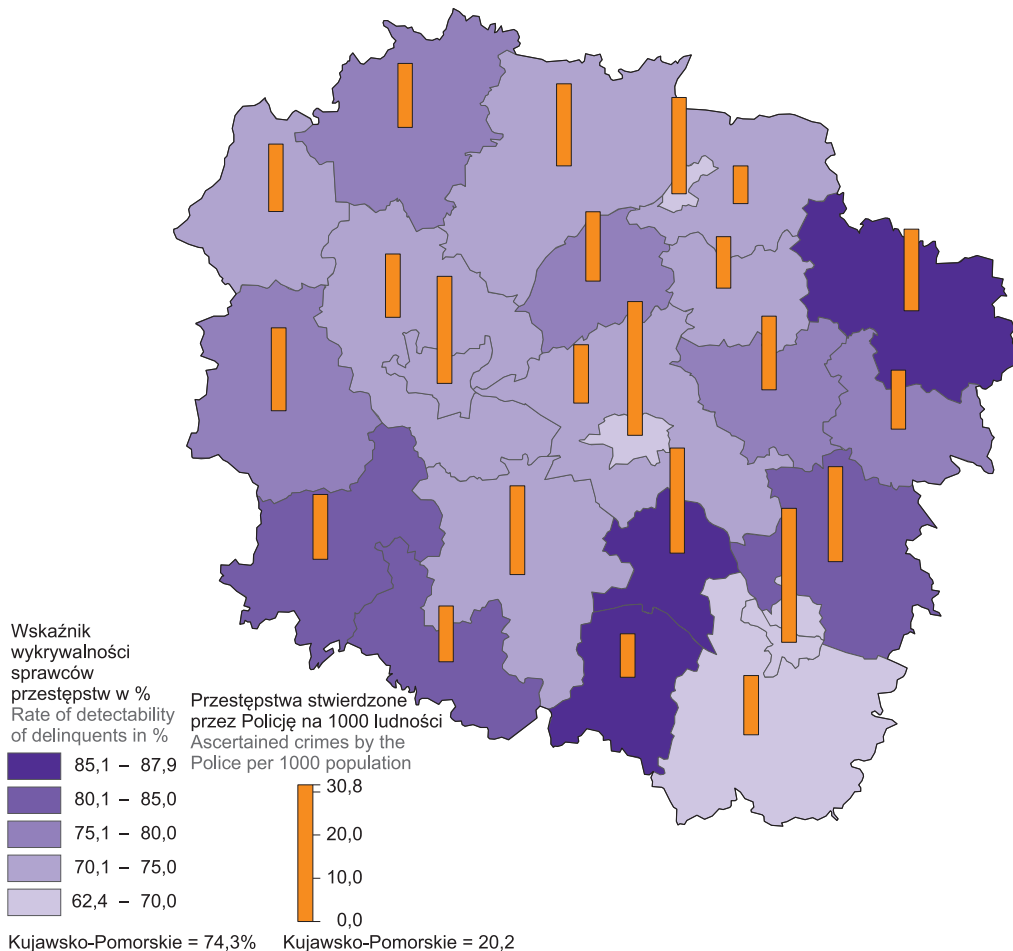 Wskaźnik
wykrywalności
sprawców
przestępstw w %
Rate of detectability
of delinquents in %
85,1 – 87,9
80,1 – 85,0
75,1 – 80,0
70,1 – 75,0
62,4 – 70,0
Kujawsko-Pomorskie = 74,3%
Przestępstwa stwierdzone
przez Policję na 1000 ludności
Ascertained crimes by the
Police per 1000 population
30,8
20,0
10,0
0,0
Kujawsko-Pomorskie = 20,2